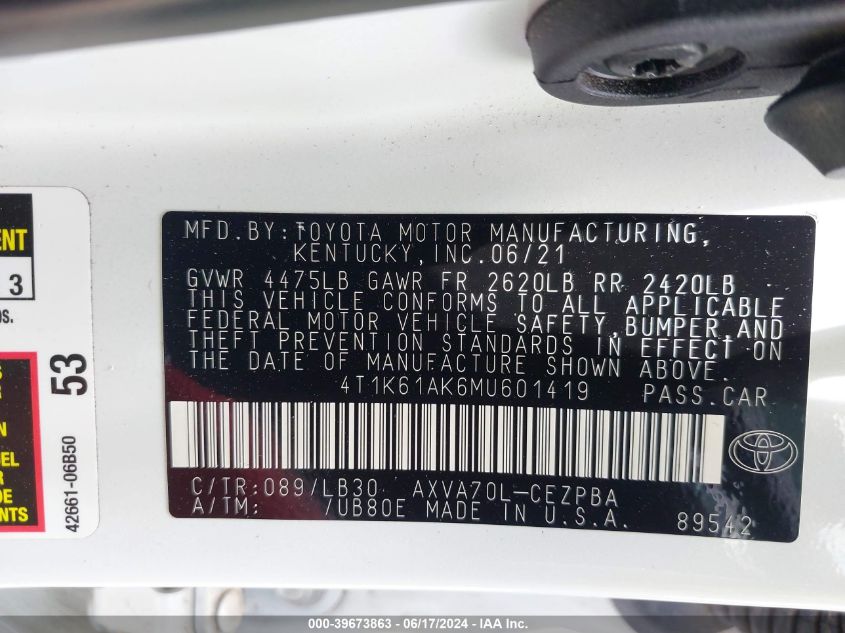 MFD.BY:TOYOTA MOTOR MANUFACTURING,
KENTUCKY,INC.06/21
GVWR 4475LB GAWR FR 2620LB RR 2420LB
THIS VEHICLE CONFORMS TO ALL APPLICABLE
FEDERAL MOTOR VEHICLE SAFETY,BUMPER,AND
THEFT PREVENTION STANDARDS IN EFFECT ON
THE DATE OF MANUFACTURE SHOWN ABOVE.
4T1K61AK6MU601419 PASS.CAR
C/TR:089/LB30 AXVA70L-CEZPBA
A/TM: /UB80E MADE IN U.S.A. 89542
ENT
3
53
42661-06B50
000-39673863 / 06/17/2024 - IAA Inc.